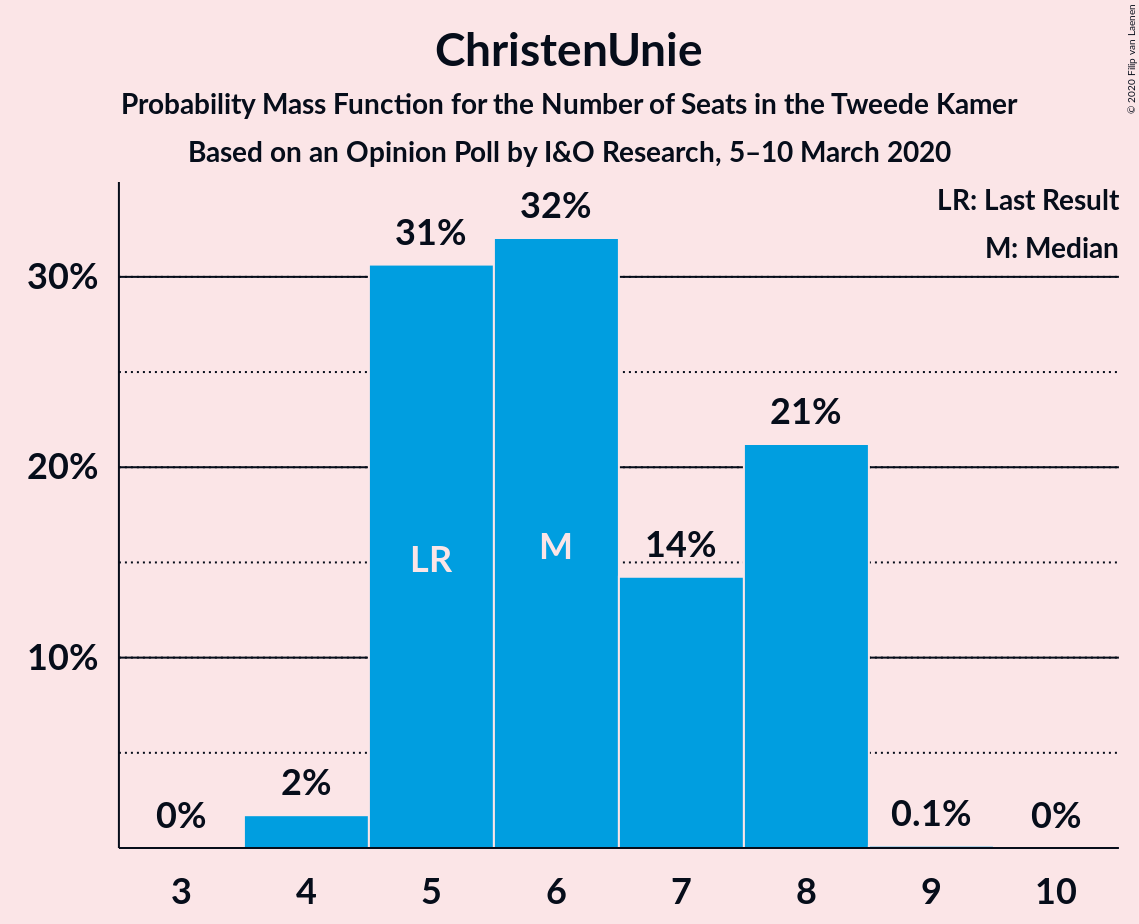 ChristenUnie
Probability Mass Function for the Number of Seats in the Tweede Kamer
Based on an Opinion Poll by I&O Research, 5–10 March 2020
© 2020 Filip van Laenen
LR: Last Result
M: Median
30%
20%
10%
0%
2%
31%
32%
14%
21%
0.1%
0%
LR
M
3
4
5
6
7
8
9
10